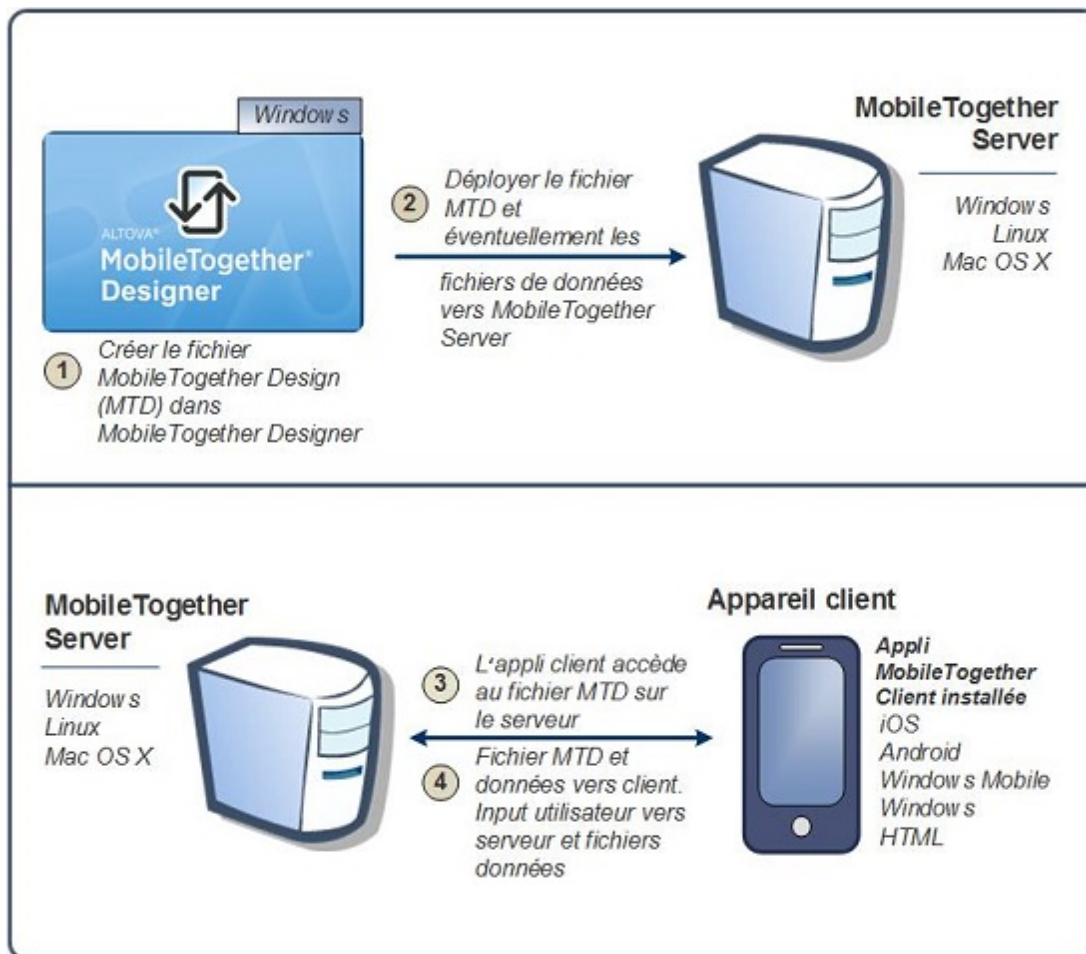 Windows
ALTOVA®
MobileTogether®
Designer
1
Créer le fichier
MobileTogether Design
(MTD) dans
MobileTogether Designer
2
Déployer le fichier
MTD et
éventuellement les
fichiers de données
vers MobileTogether
Server
MobileTogether
Server
Windows
Linux
Mac OS X
MobileTogether
Server
Windows
Linux
Mac OS X
3
L'appli client accède
au fichier MTD sur
le serveur
4
Fichier MTD et
données vers client.
Input utilisateur vers
serveur et fichiers
données
Appareil client
Appli
MobileTogether
Client installée
iOS
Android
Windows Mobile
Windows
HTML